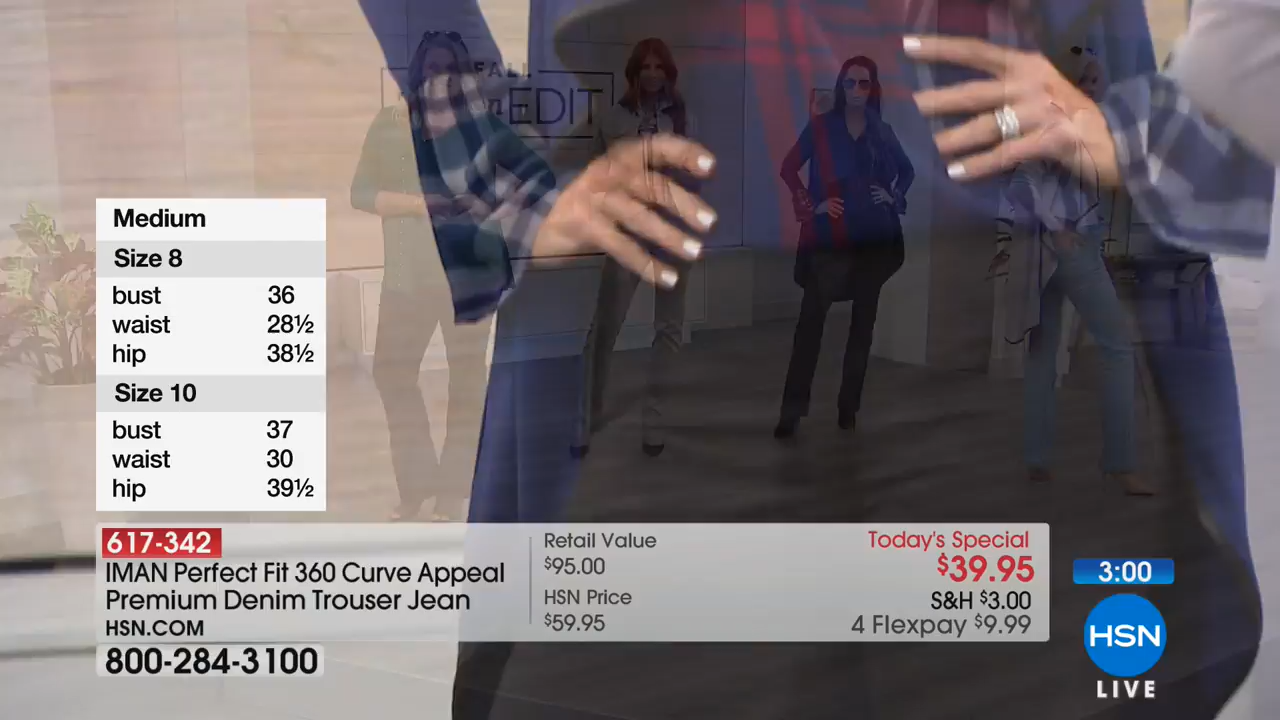 FALL
EDIT
Medium
Size 8
bust 36
waist 28½
hip 38½
Size 10
bust 37
waist 30
hip 39½
617-342
IMAN Perfect Fit 360 Curve Appeal
Premium Denim Trouser Jean
HSN.COM
800-284-3100
Retail Value
$95.00
HSN Price
$59.95
Today's Special
$39.95
S&H $3.00
4 Flexpay $9.99
3:00
HSN
LIVE